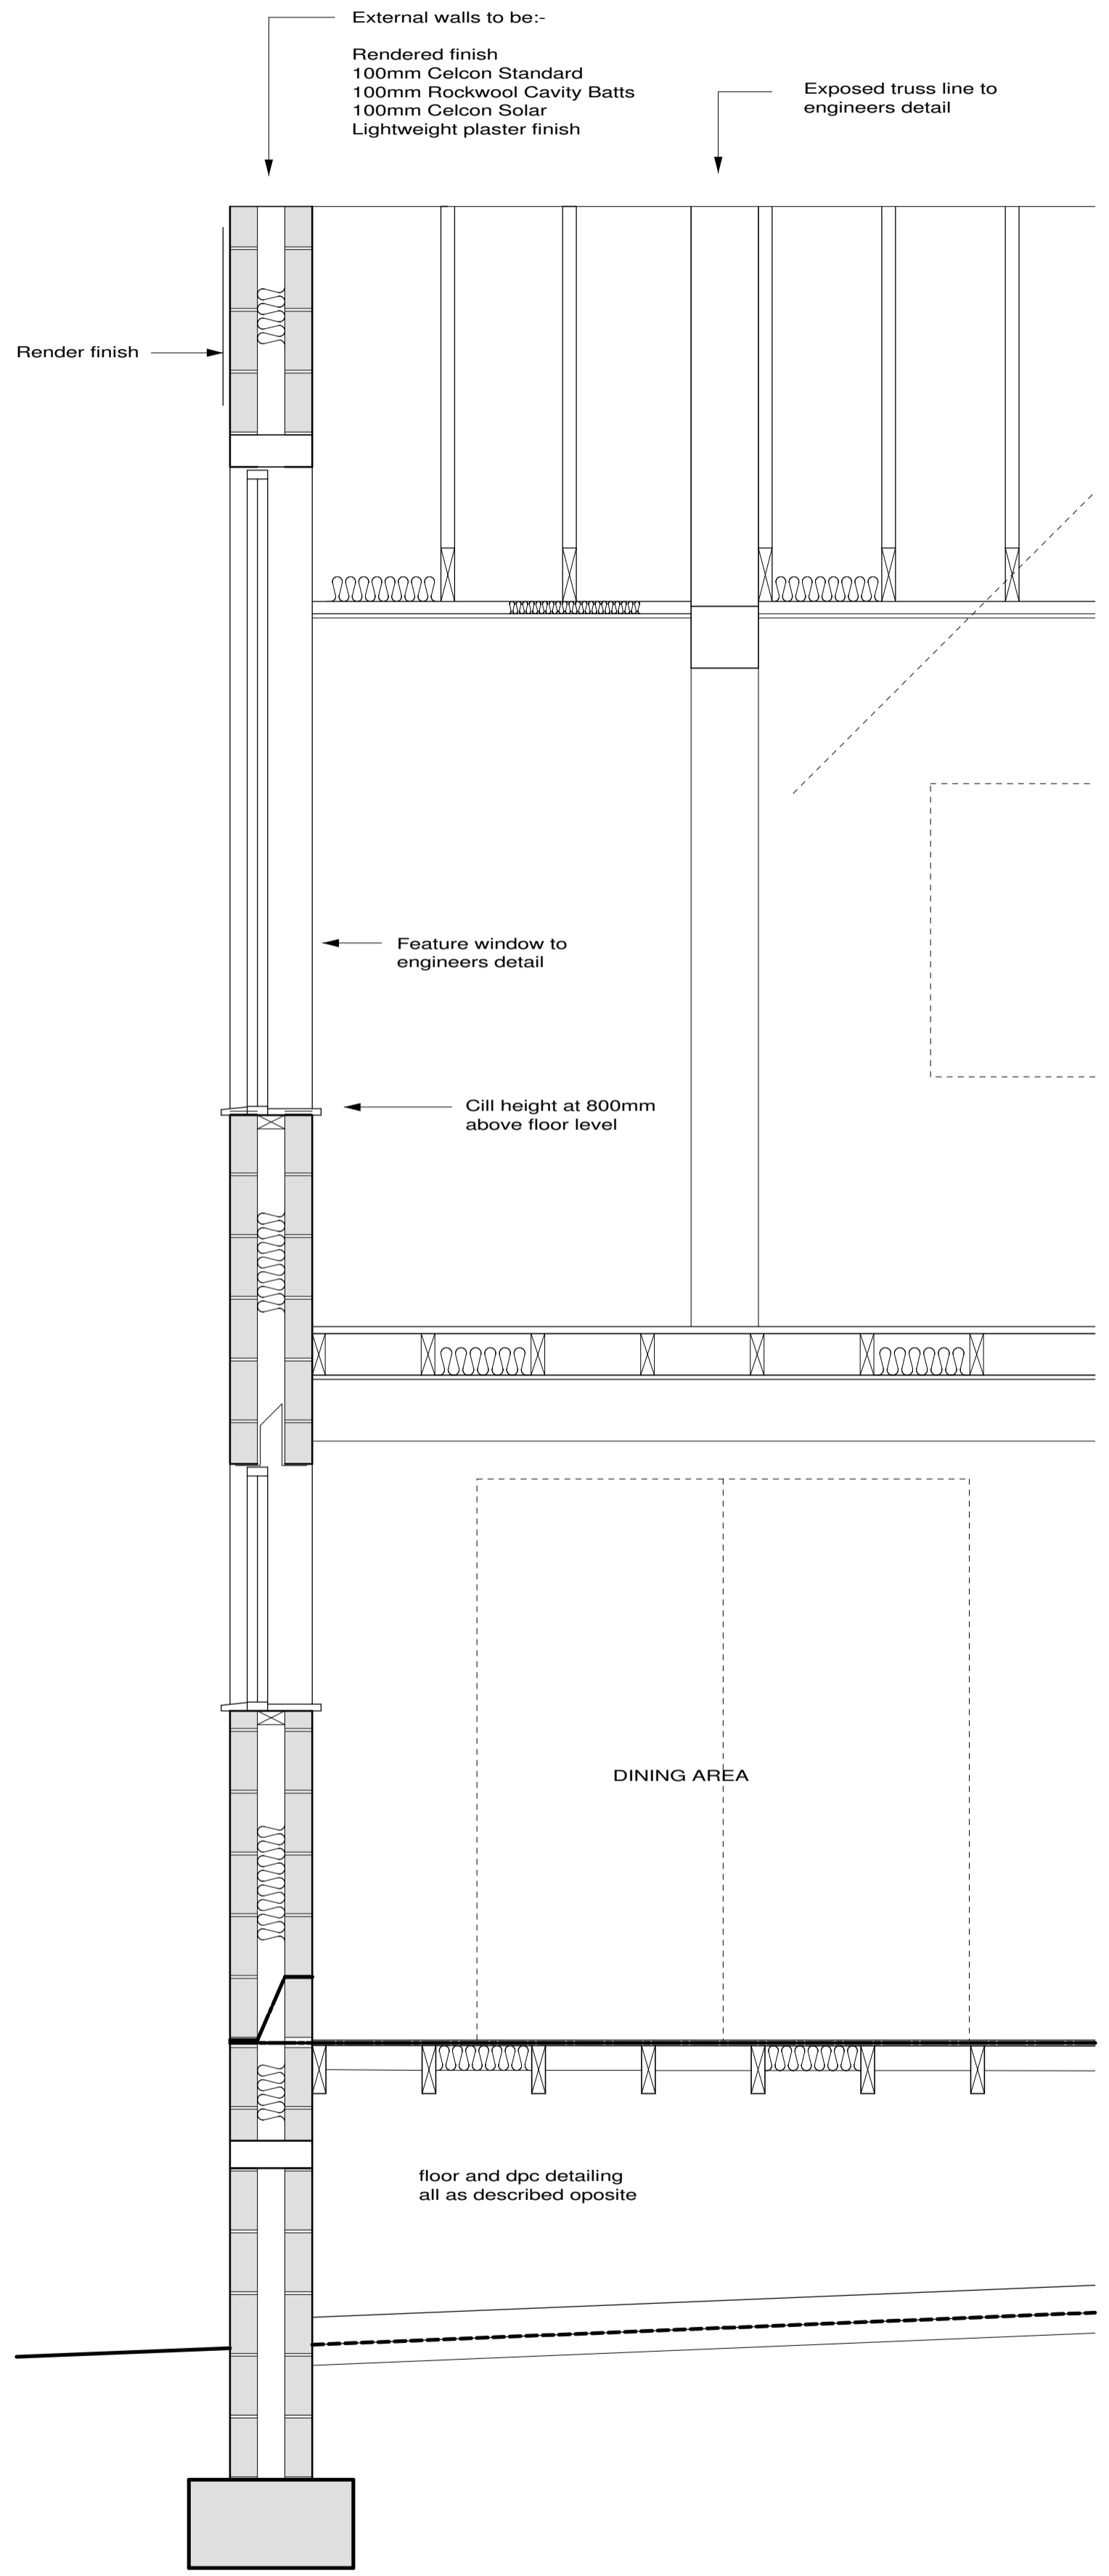 External walls to be:-
Rendered finish
100mm Celcon Standard
100mm Rockwool Cavity Batts
100mm Celcon Solar
Lightweight plaster finish
Exposed truss line to
engineers detail
Render finish
Feature window to
engineers detail
Cill height at 800mm
above floor level
DINING AREA
floor and dpc detailing
all as described oposite